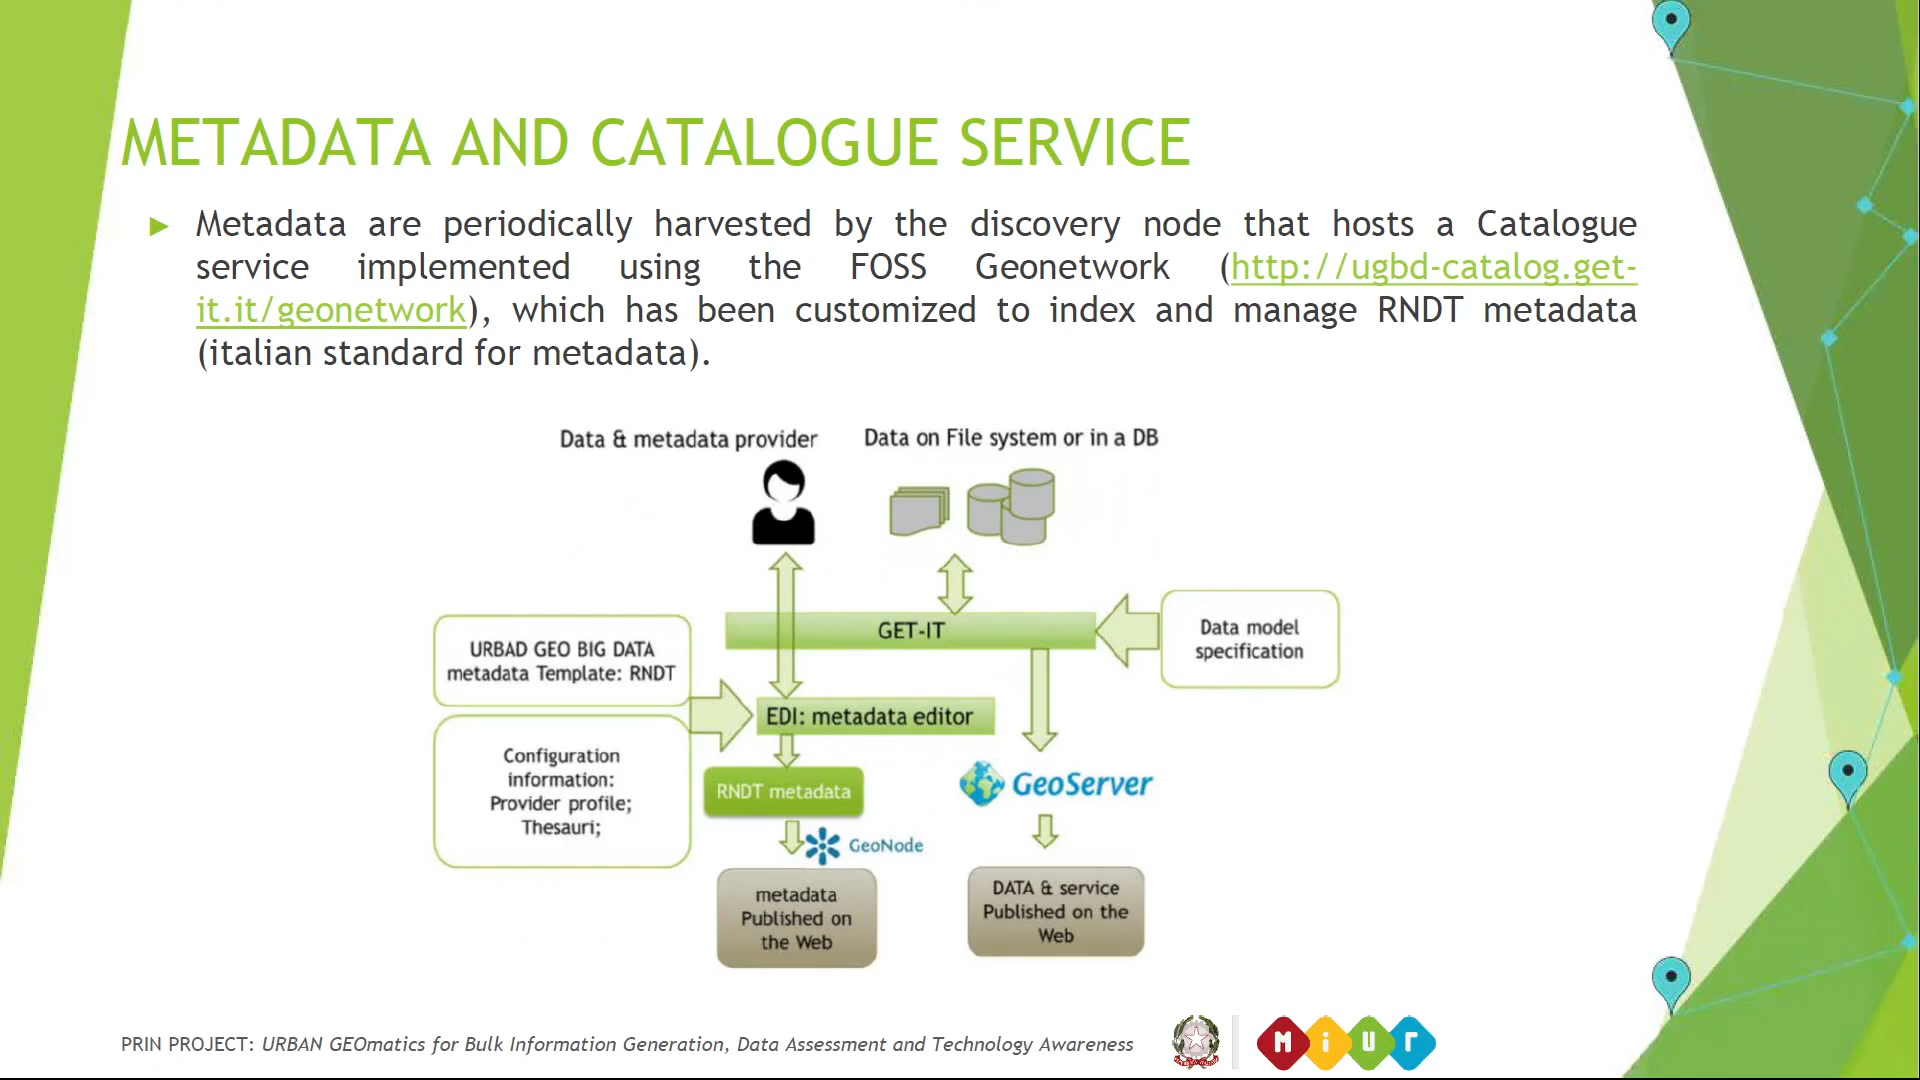 METADATA AND CATALOGUE SERVICE
Metadata are periodically harvested by the discovery node that hosts a Catalogue
service implemented using the FOSS Geonetwork (http://ugbd-catalog.get-
it.it/geonetwork), which has been customized to index and manage RNDT metadata
(italian standard for metadata).
Data & metadata provider
Data on File system or in a DB
GET-IT
Data model
specification
URBAD GEO BIG DATA
metadata Template: RNDT
EDI: metadata editor
Configuration
information:
Provider profile;
Thesauri;
RNDT metadata
GeoServer
GeoNode
metadata
Published on
the Web
DATA & service
Published on the
Web
PRIN PROJECT: URBAN GEOmatics for Bulk Information Generation, Data Assessment and Technology Awareness
MiUr